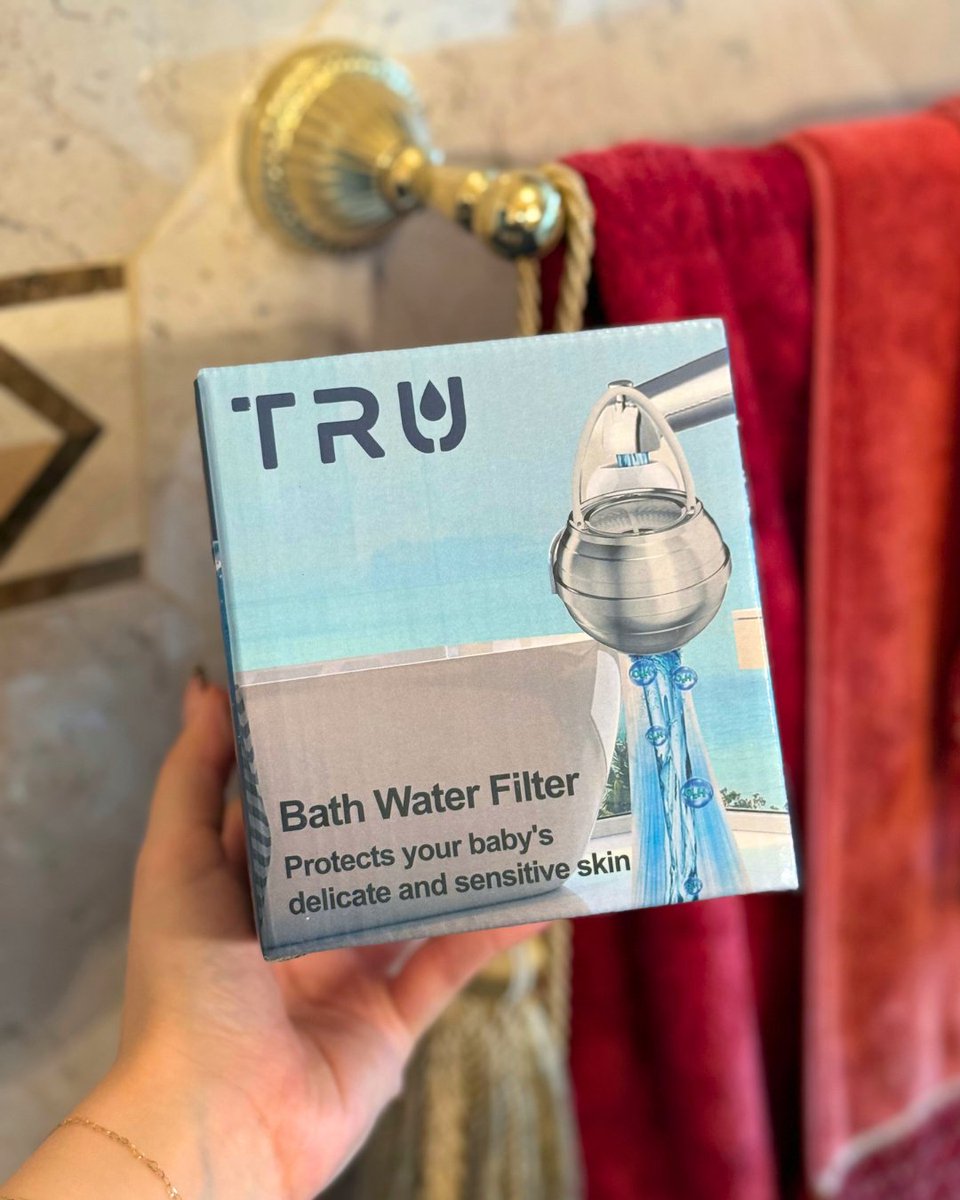 TRU
Bath Water Filter
Protects your baby's
delicate and sensitive skin